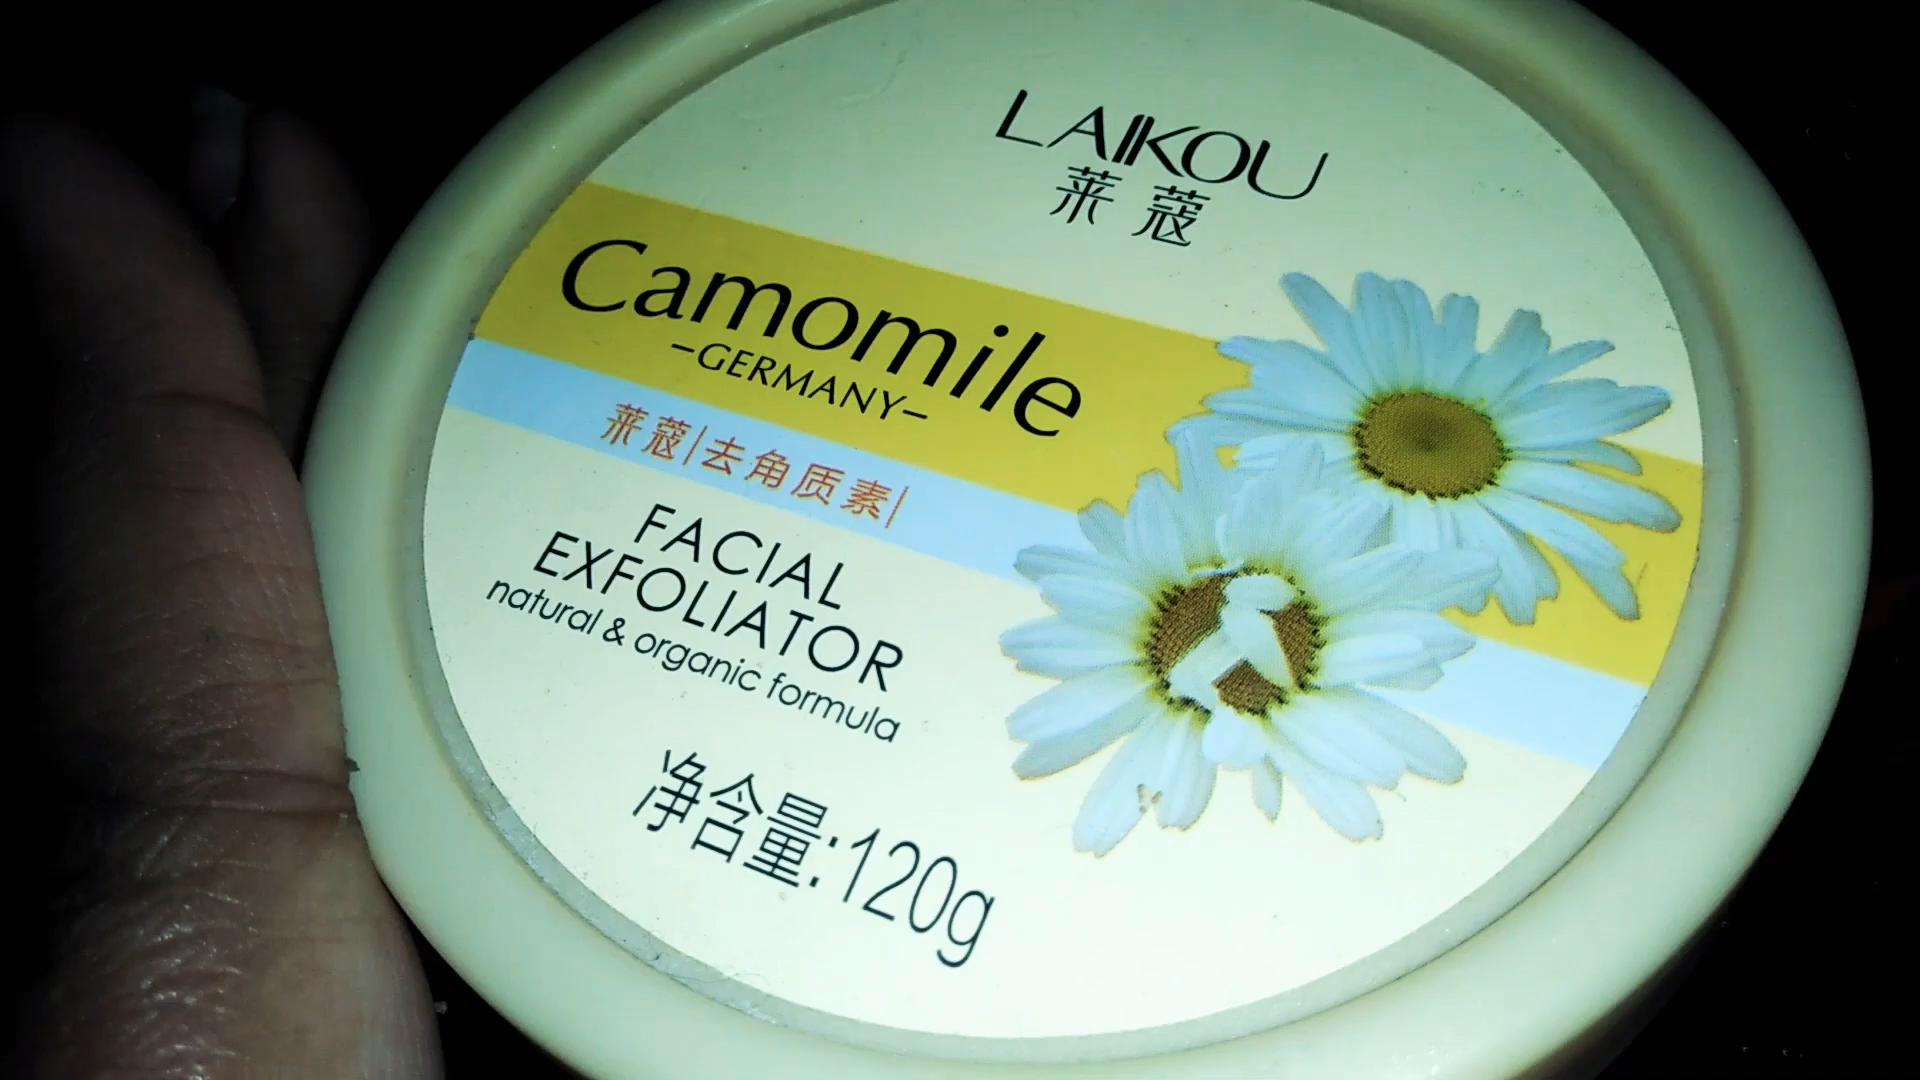 LAIKOU
莱蔻
Camomile
-GERMANY-
莱蔻|去角质素|
FACIAL
EXFOLIATOR
natural & organic formula
净含量:120g